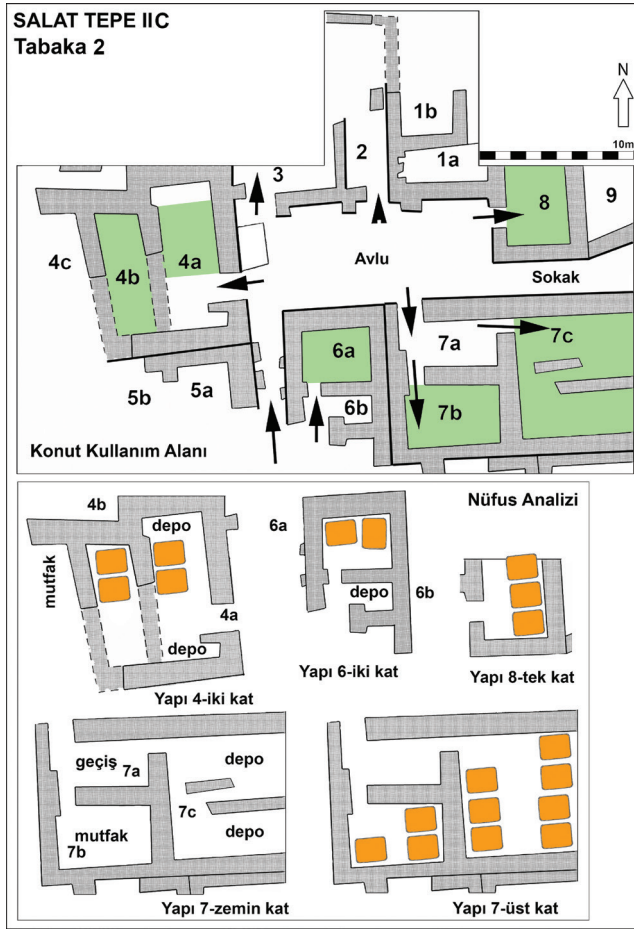 SALAT TEPE IIC
Tabaka 2
N
10m
1b
2
1a
3
8
9
4c
4b
4a
Avlu
Sokak
6a
7a
7c
5b
5a
6b
7b
Konut Kullanım Alanı
Nüfus Analizi
4b
depo
mutfak
4a
depo
Yapı 4-iki kat
6a
depo
6b
Yapı 6-iki kat
Yapı 8-tek kat
geçiş
7a
depo
7c
mutfak
7b
depo
Yapı 7-zemin kat
Yapı 7-üst kat